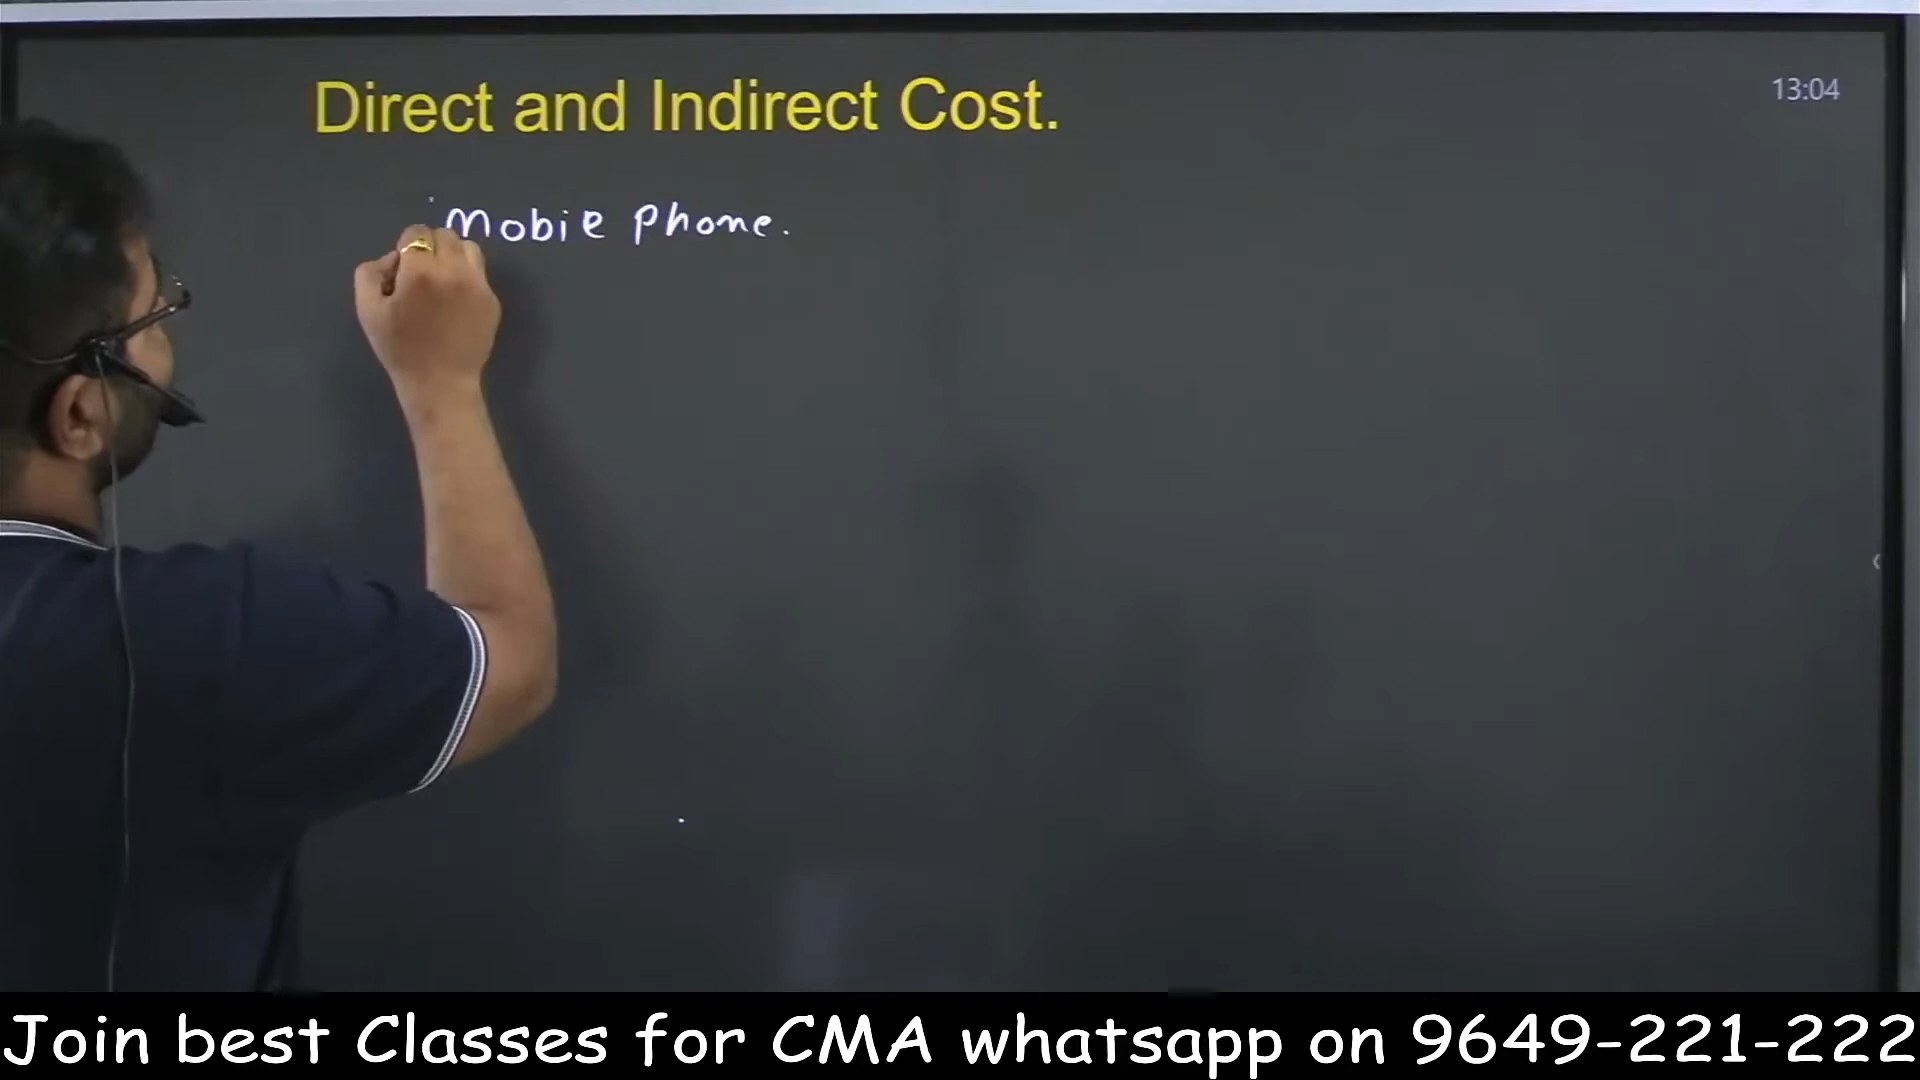 Direct and Indirect Cost.
13:04
Mobie Phone.
Join best Classes for CMA whatsapp on 9649-221-222